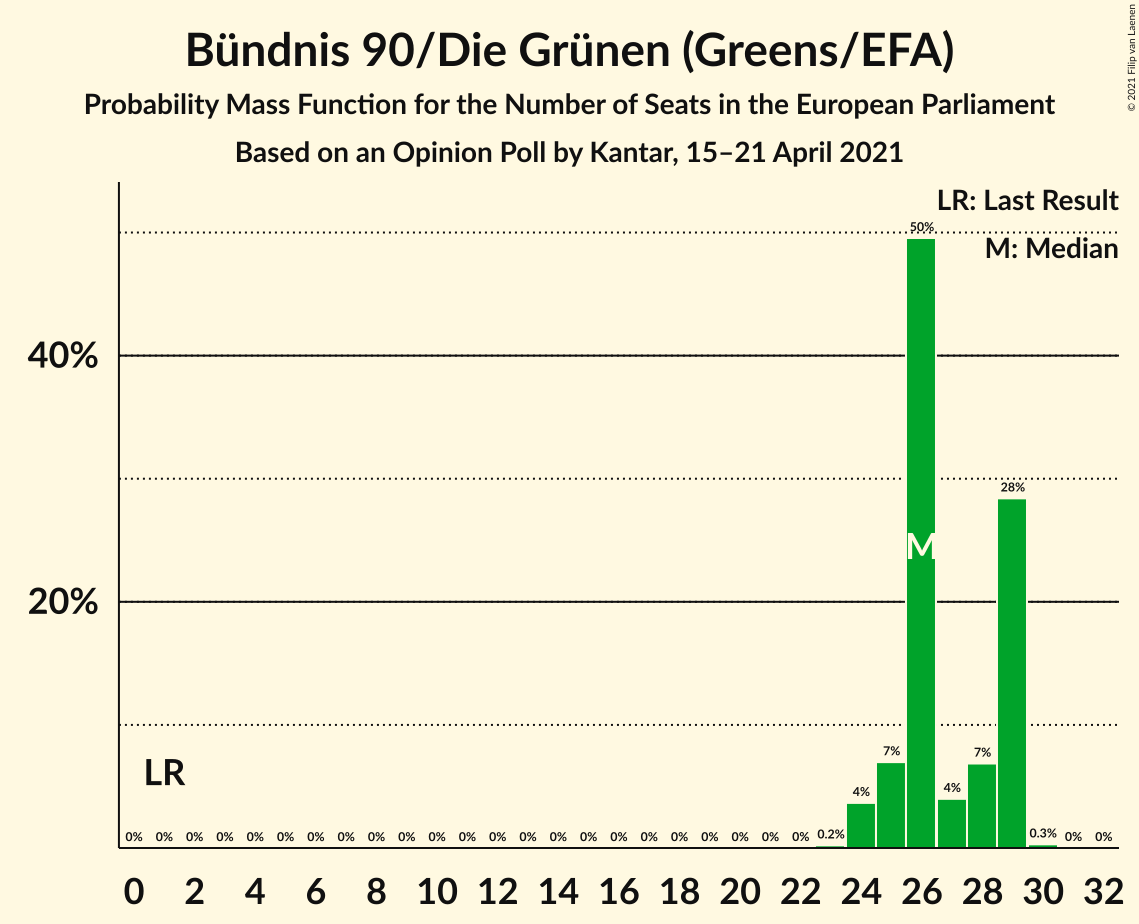 Bündnis 90/Die Grünen (Greens/EFA)
Probability Mass Function for the Number of Seats in the European Parliament
Based on an Opinion Poll by Kantar, 15–21 April 2021
© 2021 Filip van Laenen
LR: Last Result
M: Median
50%
40%
28%
M
20%
LR
0% 0% 0% 0% 0% 0% 0% 0% 0% 0% 0% 0% 0% 0% 0% 0% 0% 0% 0% 0% 0% 0% 0% 0.2% 4% 7% 4% 7% 0.3% 0% 0%
0 2 4 6 8 10 12 14 16 18 20 22 24 26 28 30 32